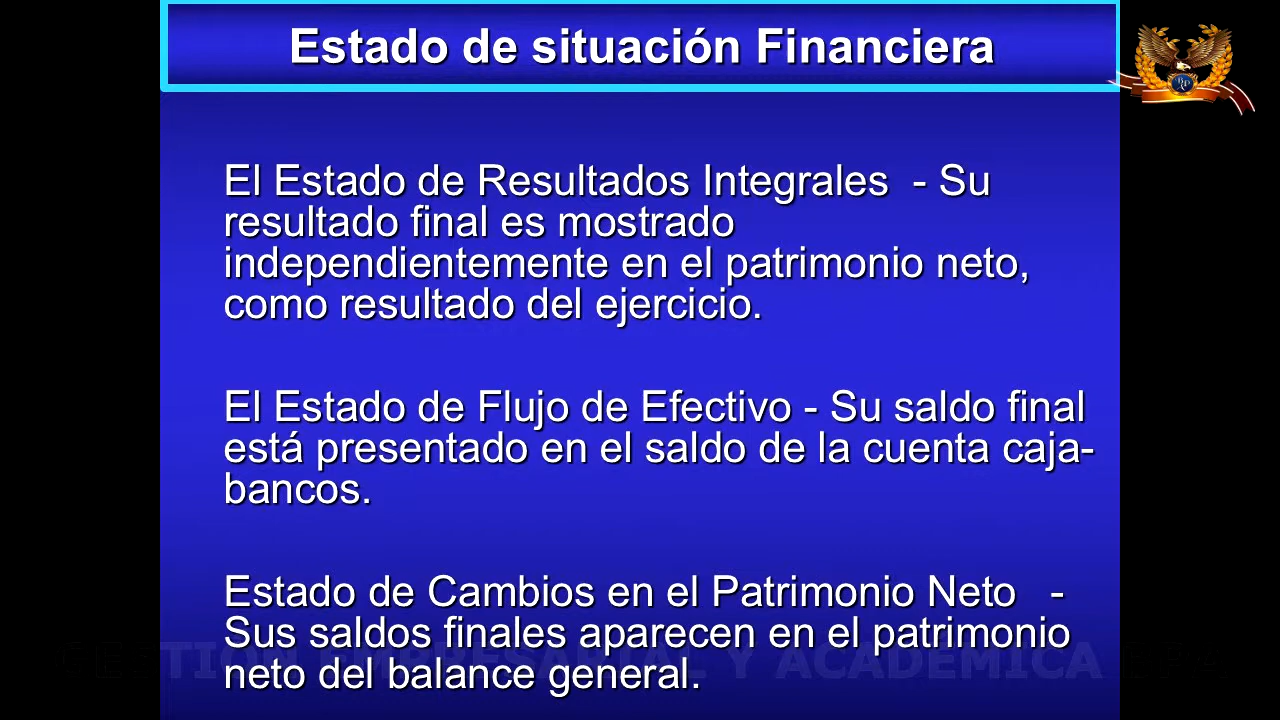 Estado de situación Financiera
El Estado de Resultados Integrales - Su
resultado final es mostrado
independientemente en el patrimonio neto,
como resultado del ejercicio.
El Estado de Flujo de Efectivo - Su saldo final
está presentado en el saldo de la cuenta caja-
bancos.
Estado de Cambios en el Patrimonio Neto -
Sus saldos finales aparecen en el patrimonio
neto del balance general.
GESTIÓN EMPRESARIAL Y ACADÉMICA